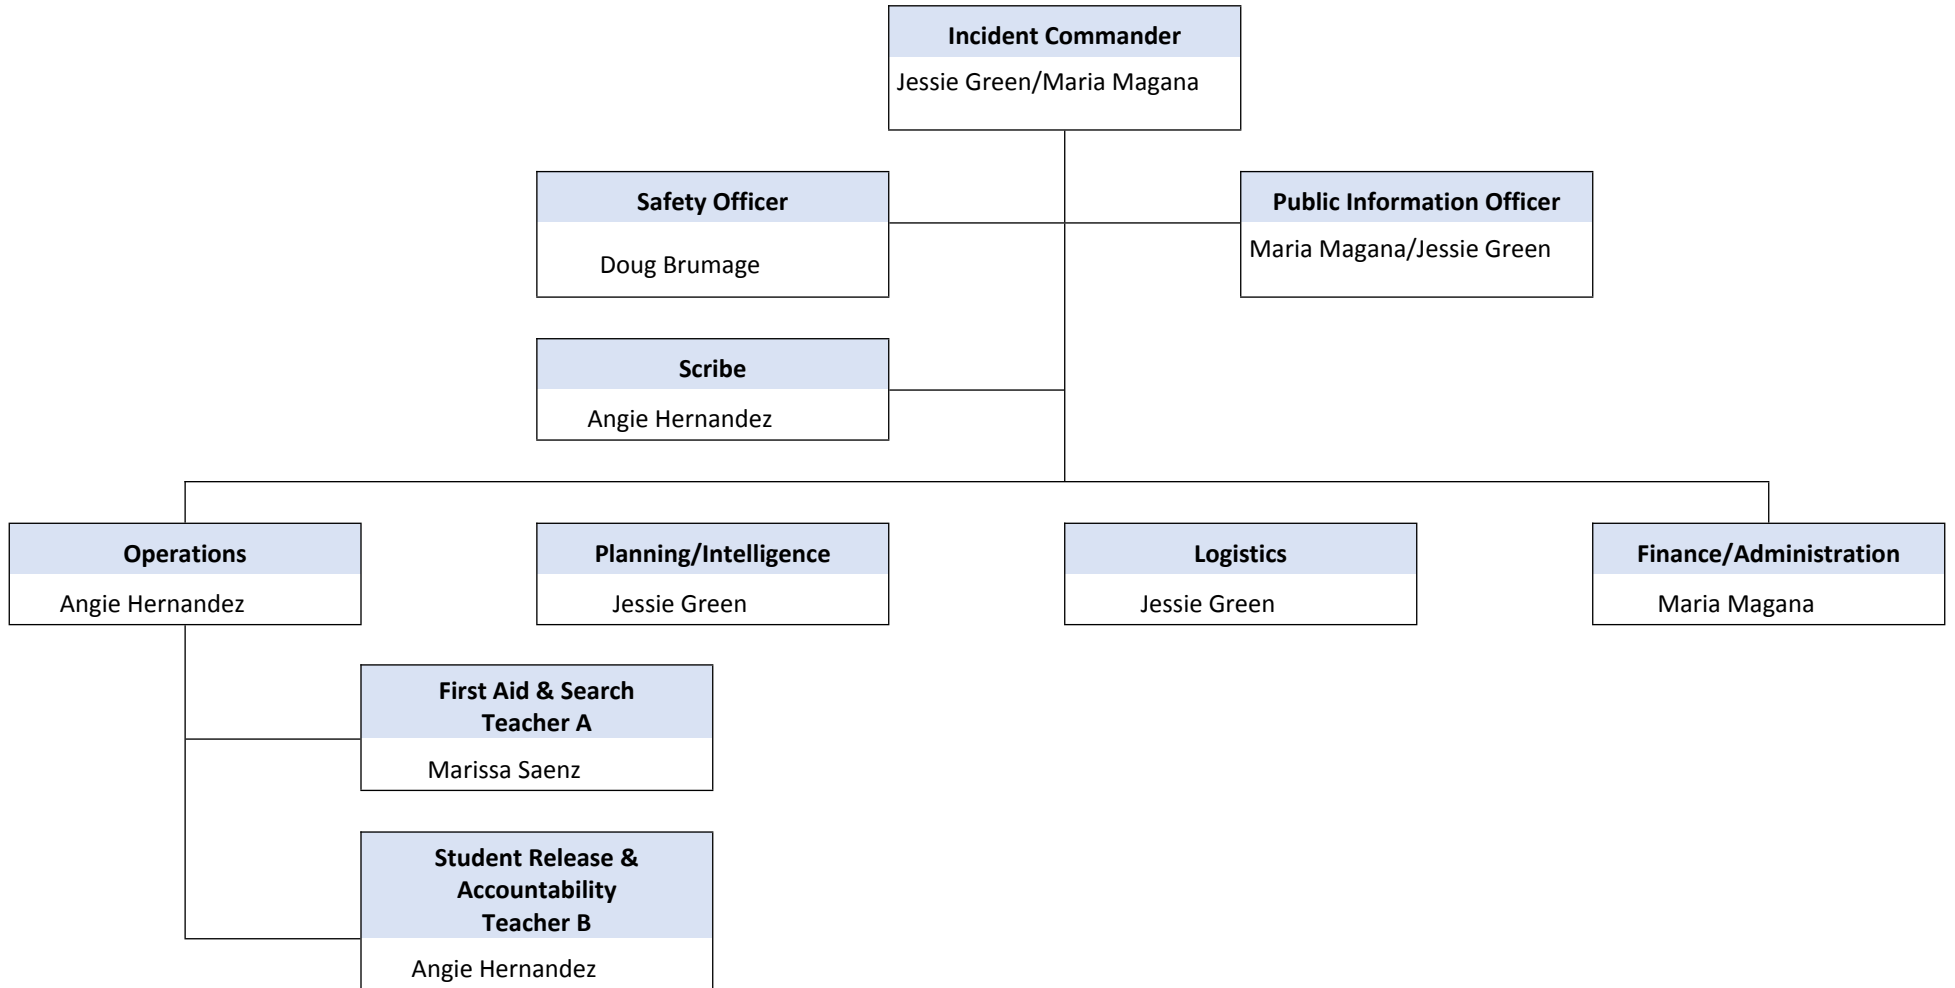 Incident Commander
Jessie Green/Maria Magana
Safety Officer
Doug Brumage
Public Information Officer
Maria Magana/Jessie Green
Scribe
Angie Hernandez
Operations
Angie Hernandez
Planning/Intelligence
Jessie Green
Logistics
Jessie Green
Finance/Administration
Maria Magana
First Aid & Search
Teacher A
Marissa Saenz
Student Release &
Accountability
Teacher B
Angie Hernandez